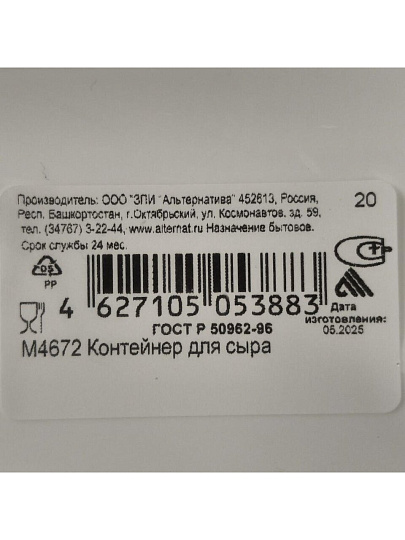 Производитель: ООО "ЗПИ "Альтернатива" 452613, Россия,
Респ. Башкортостан, г.Октябрьский, ул. Космонавтов. зд. 59,
тел. (34767) 3-22-44, www.alternat.ru Назначение бытовое.
Срок службы 24 мес.
20
05
PP
4 627105 053883
ГОСТ Р 50962-96
Дата
изготовления:
05.2025
М4672 Контейнер для сыра